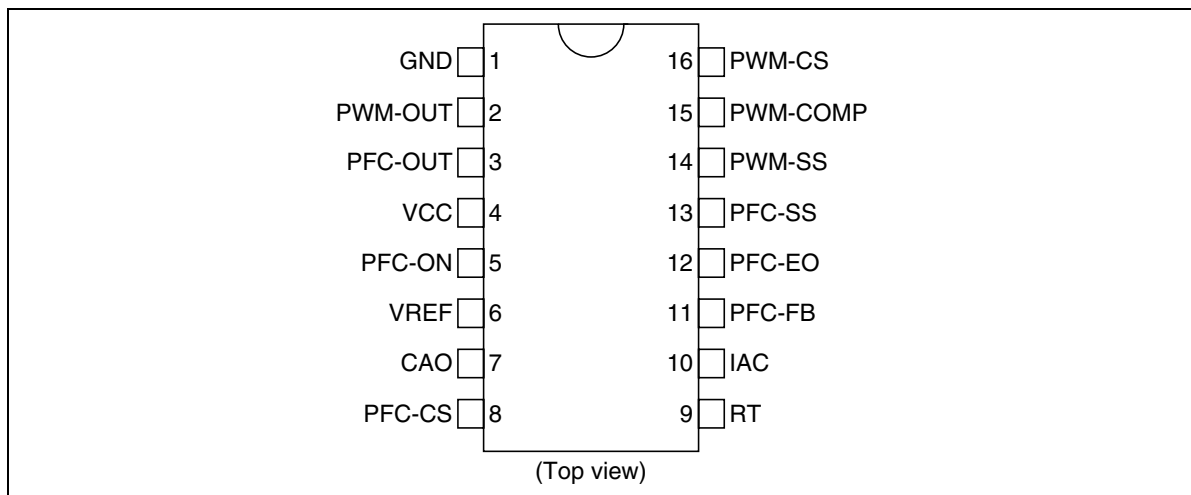 GND 1 16 PWM-CS
PWM-OUT 2 15 PWM-COMP
PFC-OUT 3 14 PWM-SS
VCC 4 13 PFC-SS
PFC-ON 5 12 PFC-EO
VREF 6 11 PFC-FB
CAO 7 10 IAC
PFC-CS 8 9 RT
(Top view)